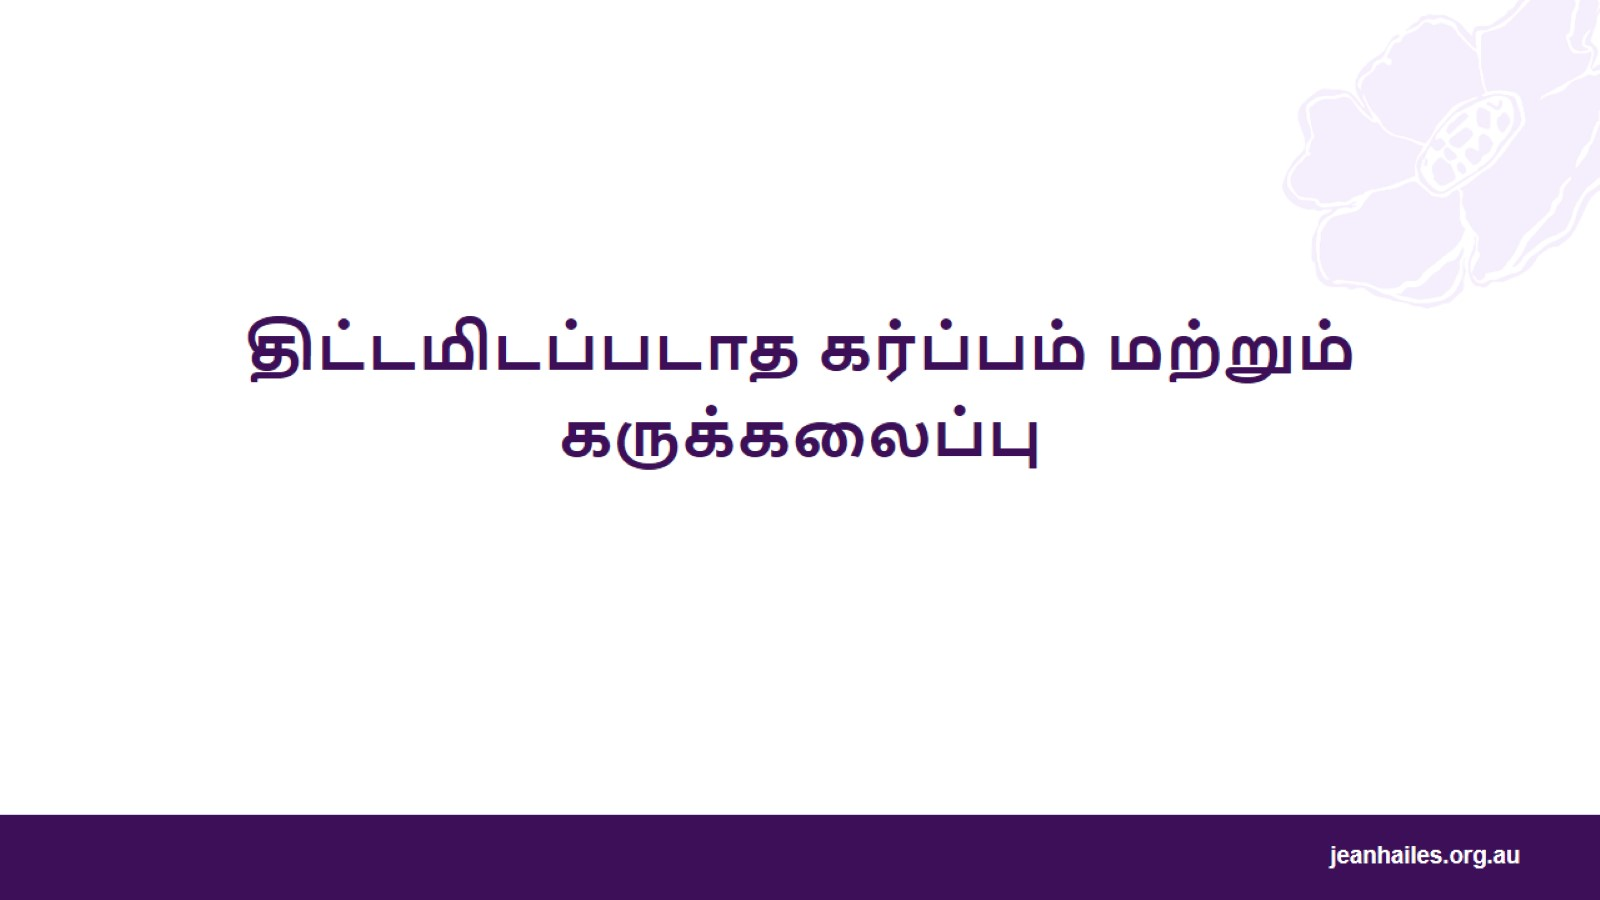 திட்டமிடப்படாத கர்ப்பம் மற்றும்
கருக்கலைப்பு
jeanhailes.org.au